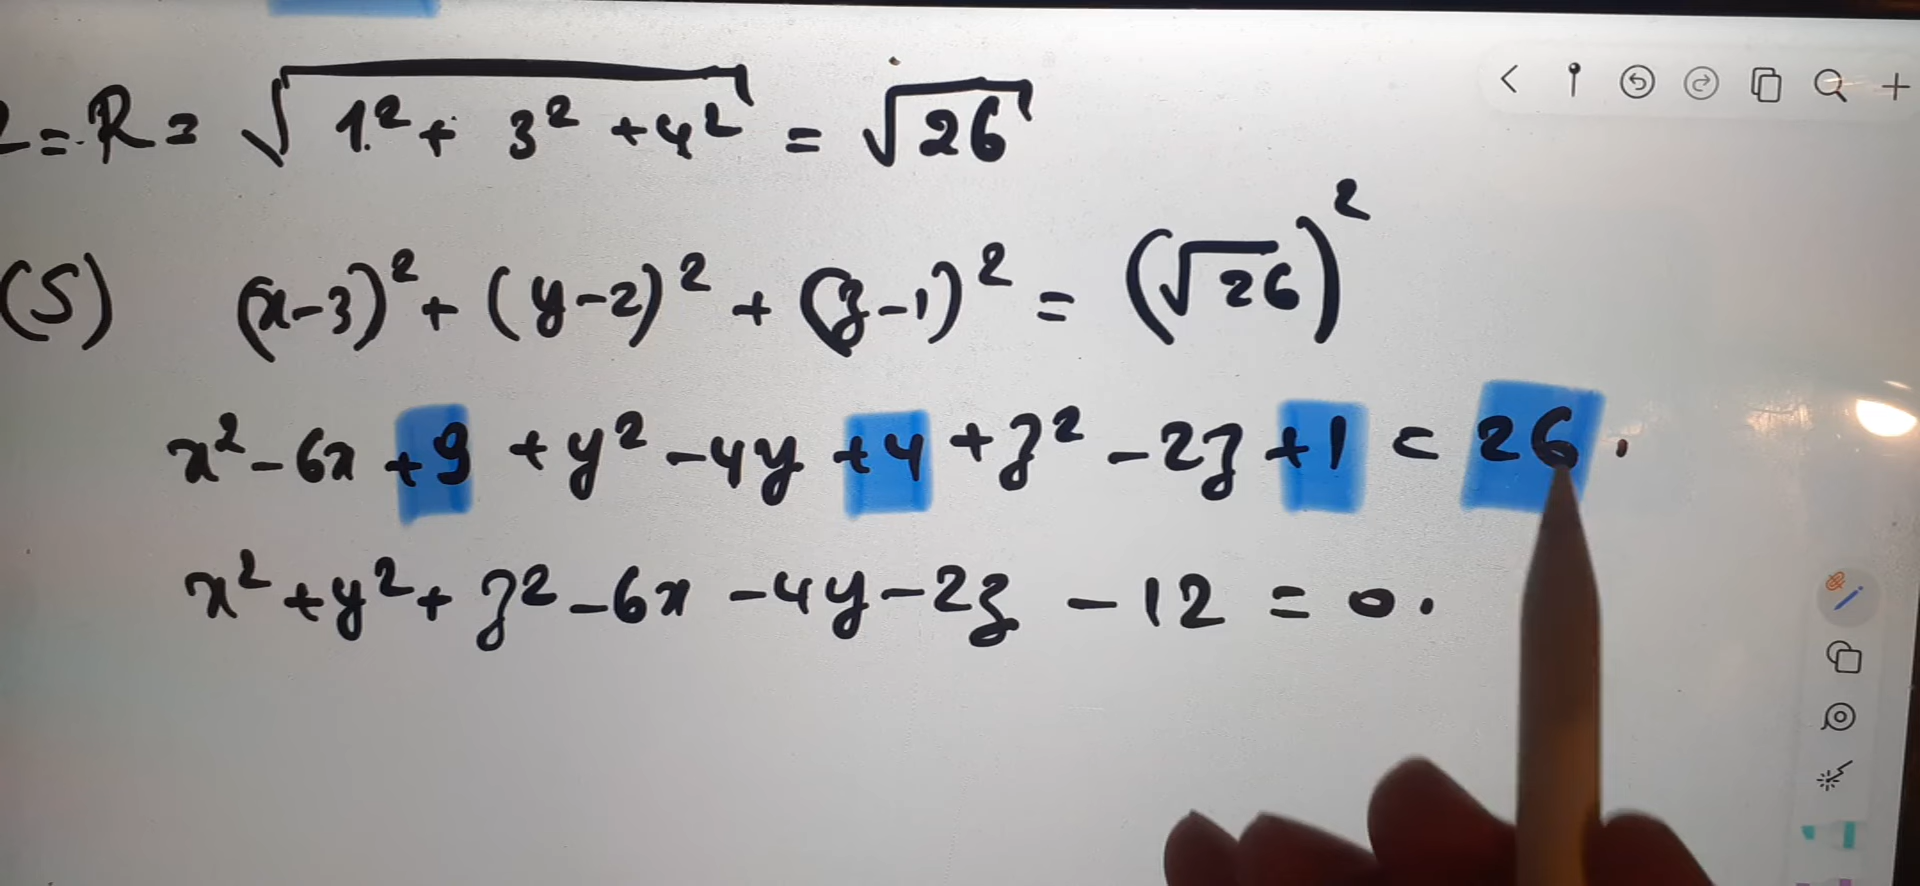 = R = √(1² + 3² + 4²) = √26
(S) (x-3)² + (y-2)² + (z-1)² = (√26)²
x² - 6x + 9 + y² - 4y + 4 + z² - 2z + 1 = 26.
x² + y² + z² - 6x - 4y - 2z - 12 = 0.